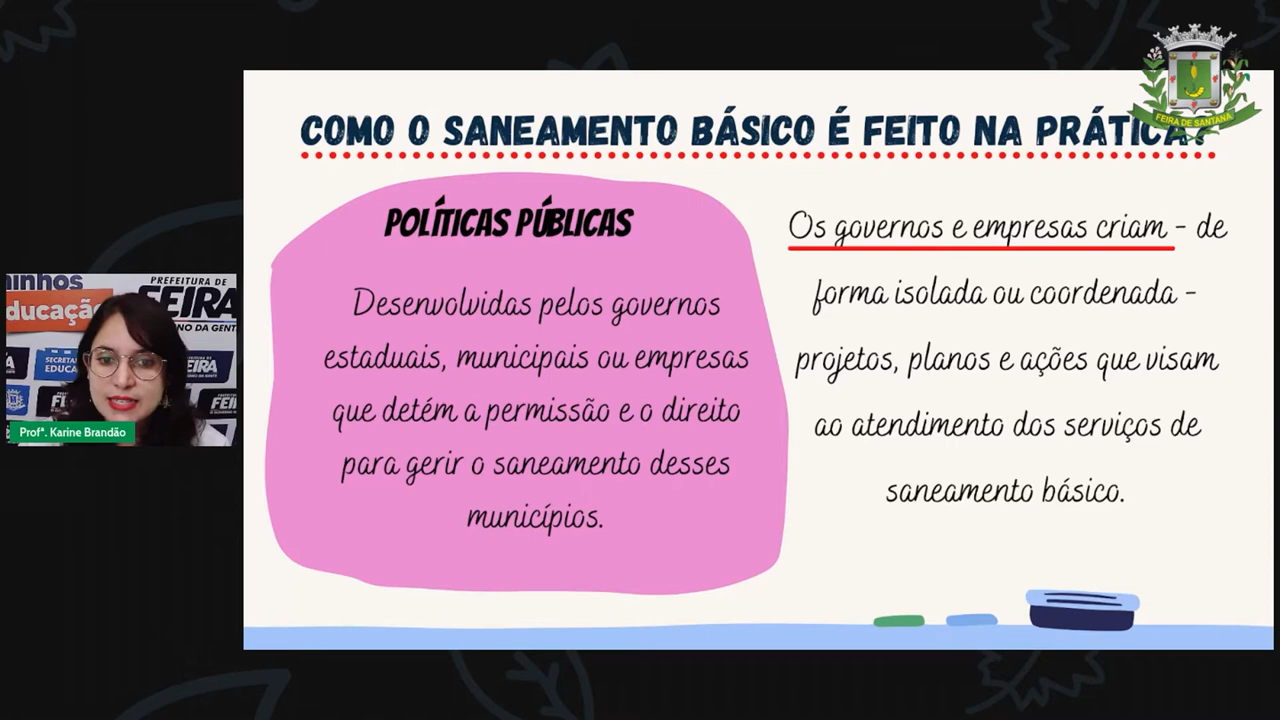 COMO O SANEAMENTO BÁSICO É FEITO NA PRÁTICA
FEIRA DE SANTANA
POLÍTICAS PÚBLICAS
Desenvolvidas pelos governos
estaduais, municipais ou empresas
que detém a permissão e o direito
para gerir o saneamento desses
municípios.
Os governos e empresas criam - de
forma isolada ou coordenada -
projetos, planos e ações que visam
ao atendimento dos serviços de
saneamento básico.
PREFEITURA DE
FEIRA
Profª. Karine Brandão